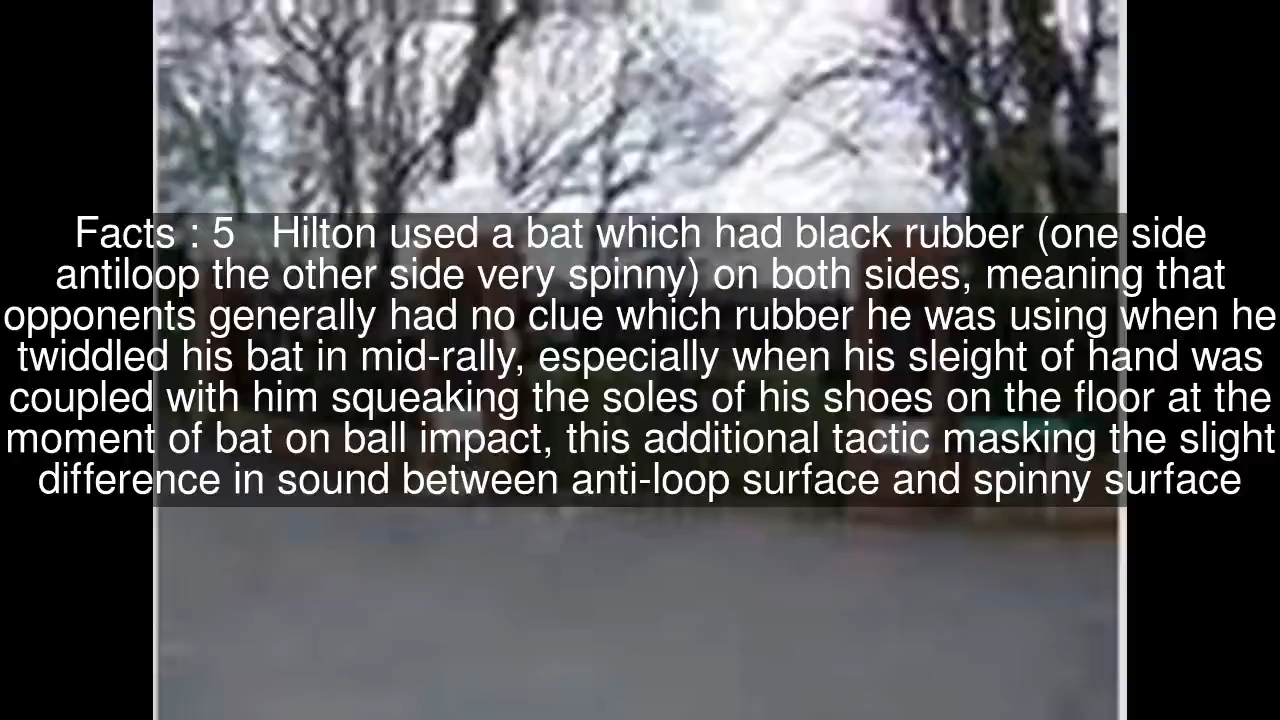 Facts : 5   Hilton used a bat which had black rubber (one side
antiloop the other side very spinny) on both sides, meaning that
opponents generally had no clue which rubber he was using when he
twiddled his bat in mid-rally, especially when his sleight of hand was
coupled with him squeaking the soles of his shoes on the floor at the
moment of bat on ball impact, this additional tactic masking the slight
difference in sound between anti-loop surface and spinny surface